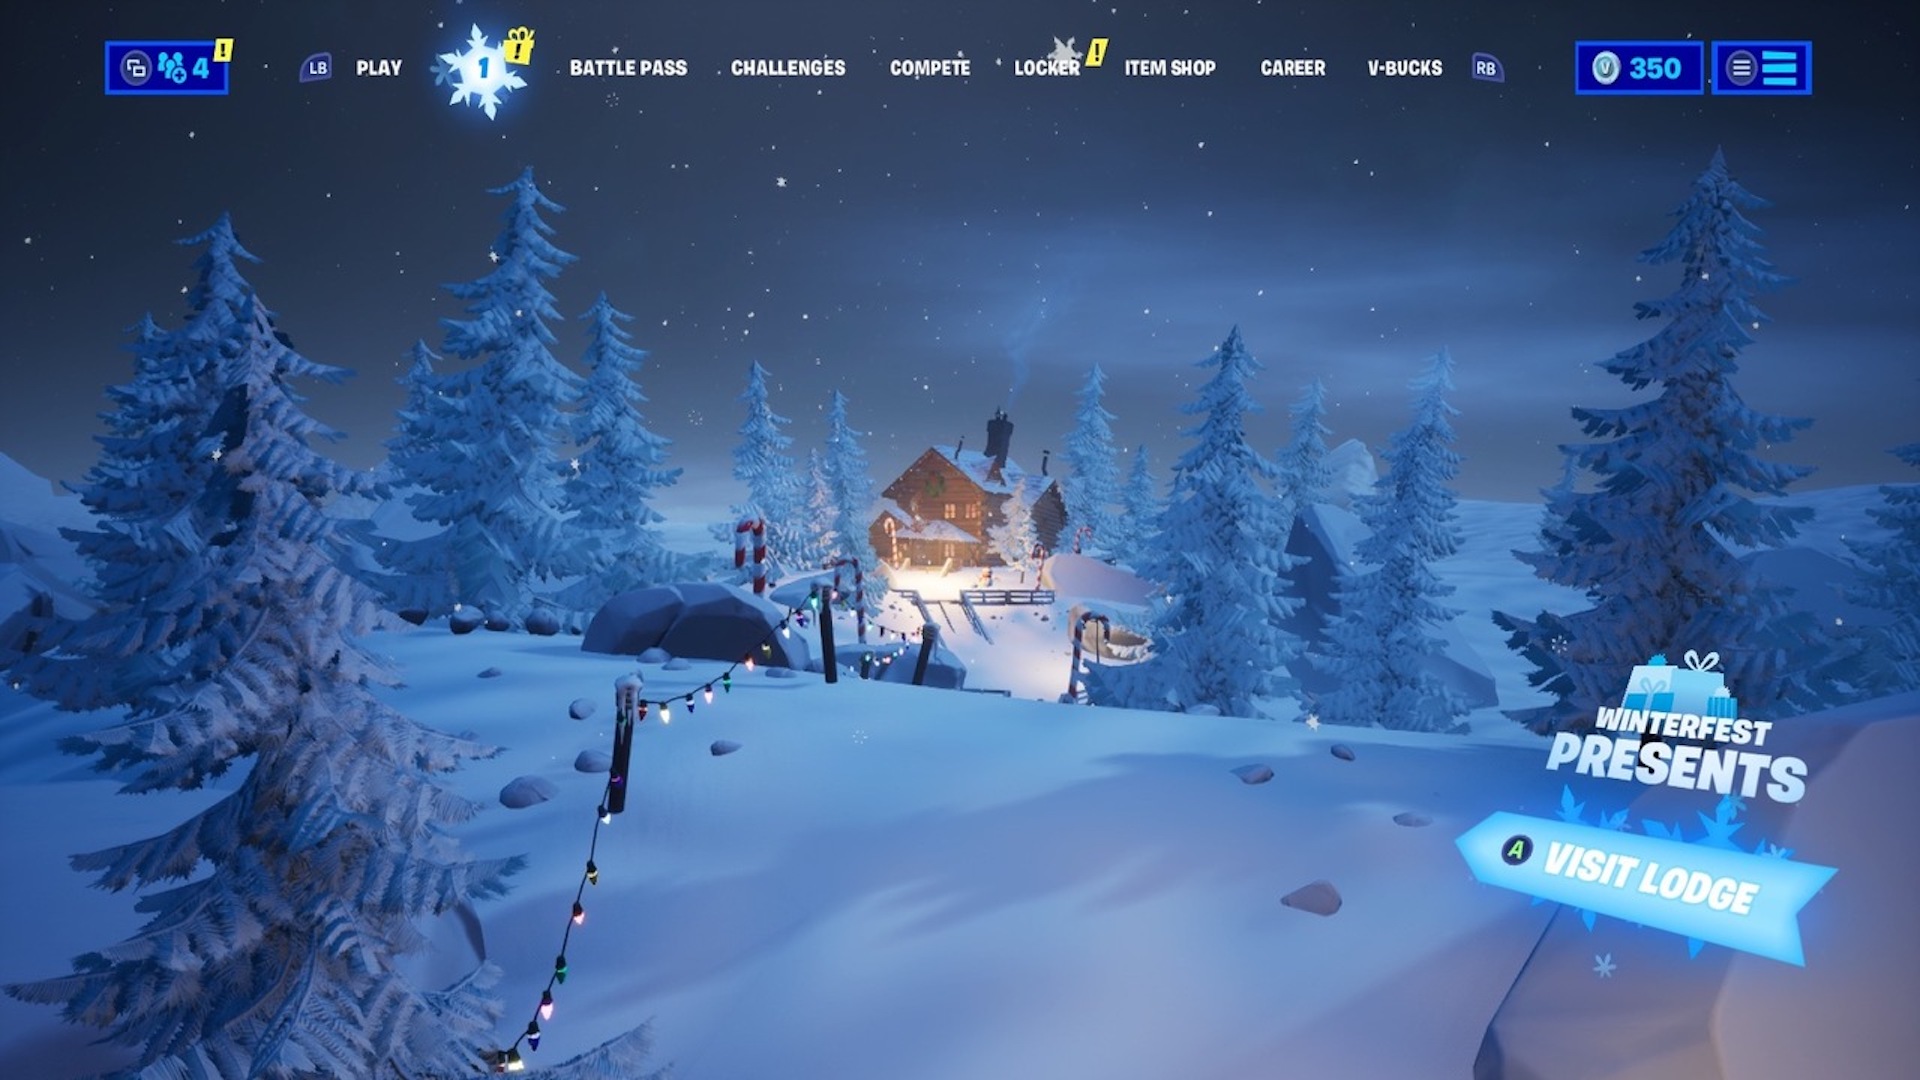 ! 4
LB PLAY 1 ! BATTLE PASS CHALLENGES COMPETE LOCKER ! ITEM SHOP CAREER V-BUCKS RB
V 350
WINTERFEST
PRESENTS
A VISIT LODGE